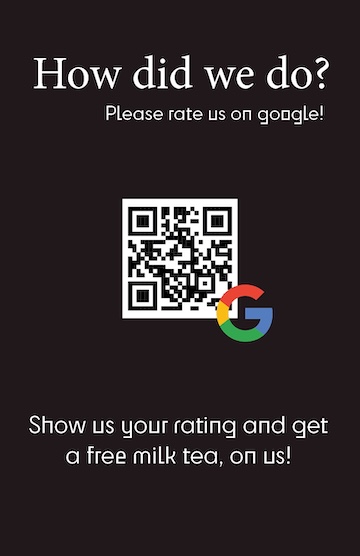 How did we do?
Please rate us on google!
Show us your rating and get
a free milk tea, on us!